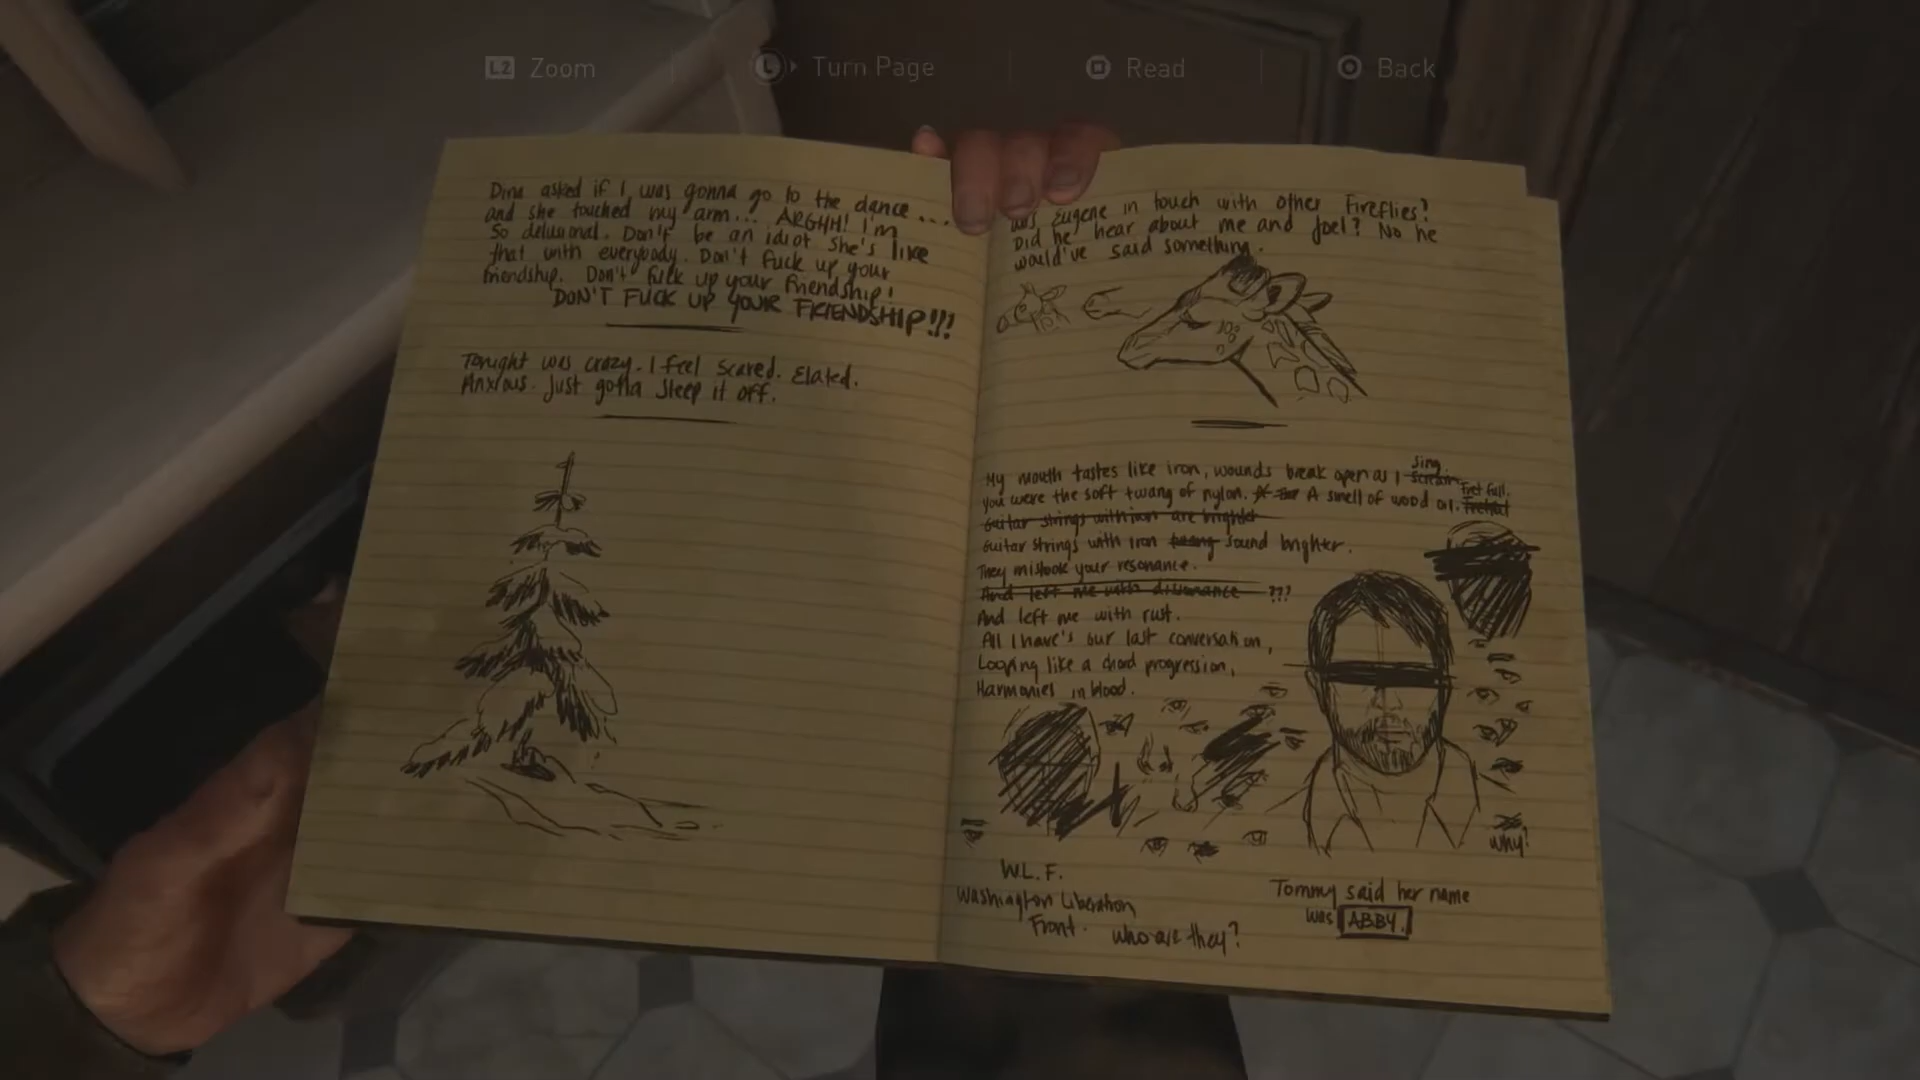 L2 Zoom
L Turn Page
Read
Back
Dina asked if I was gonna go to the dance...
and she touched my arm... ARGHH! I'm
so delusional. Don't be an idiot she's like
that with everybody. Don't fuck up your
friendship. Don't fuck up your friendship!
DON'T FUCK UP YOUR FRIENDSHIP!!!
Tonight was crazy. I feel scared. Elated.
Anxious. Just gotta sleep it off.
Was Eugene in touch with other Fireflies?
Did he hear about me and Joel? No he
would've said something.
My mouth tastes like iron, wounds break open as I scream sing.
You were the soft twang of nylon. A smell of wood oil. Fretful Fret full.
Guitar strings with iron are brighter
Guitar strings with iron twang sound brighter.
They mistook your resonance.
And left me with dissonance ???
And left me with rust.
All I have's our last conversation,
Looping like a chord progression,
Harmonies in blood.
why?
W.L.F.
Washington Liberation
Front. who are they?
Tommy said her name
was ABBY.